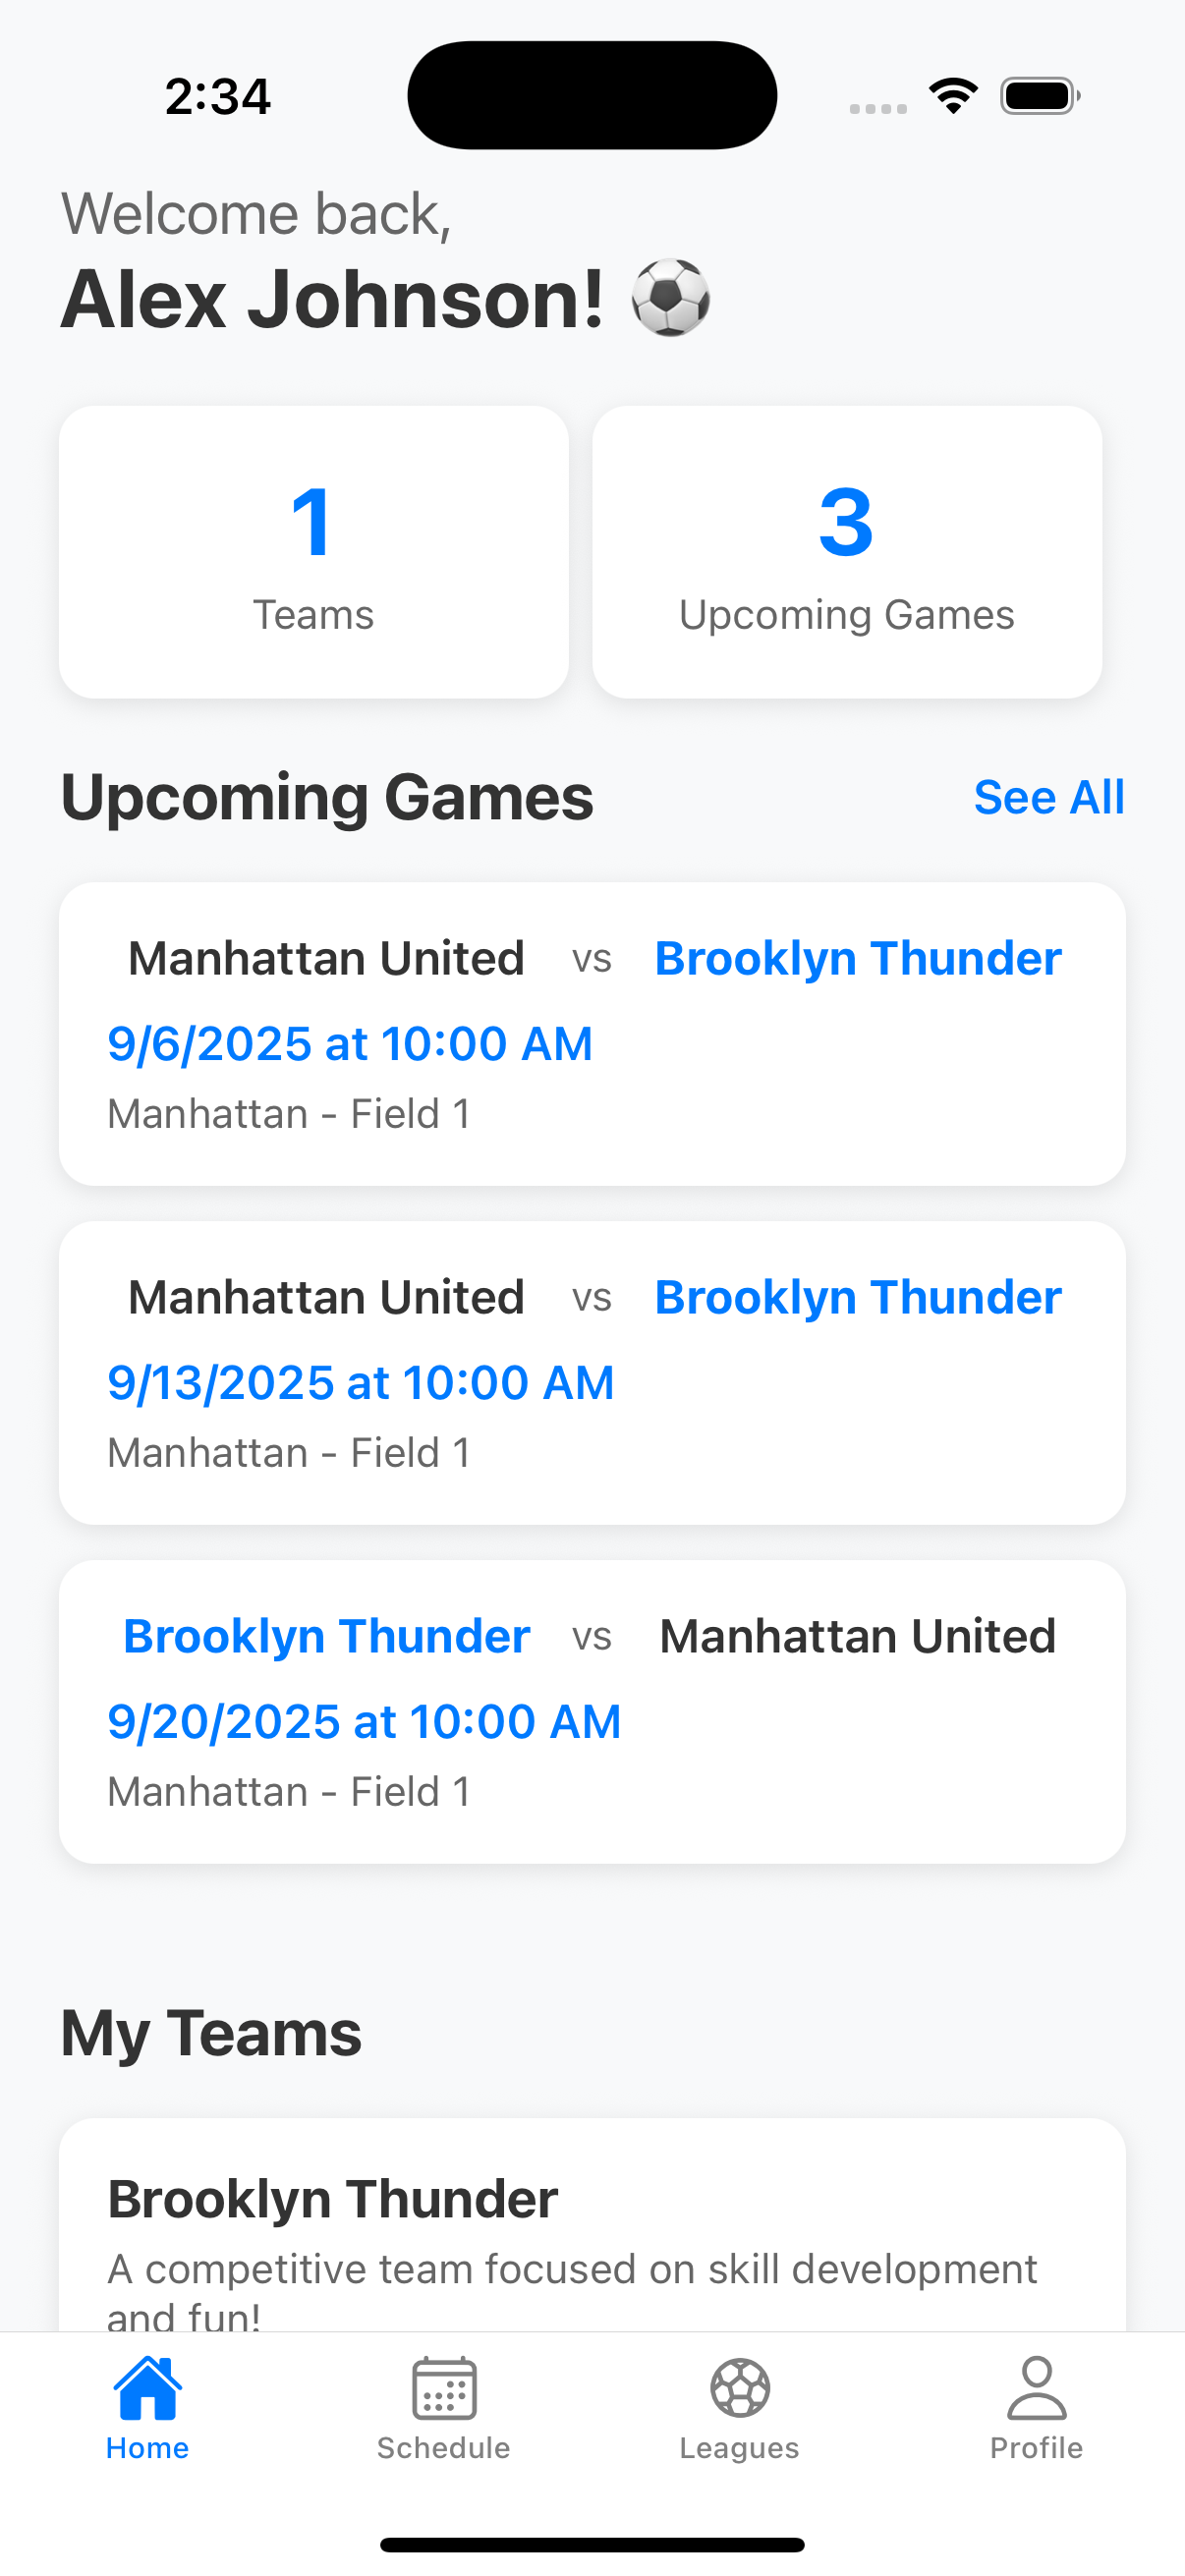 2:34
Welcome back,
Alex Johnson! ⚽
1
Teams
3
Upcoming Games
Upcoming Games
See All
Manhattan United vs Brooklyn Thunder
9/6/2025 at 10:00 AM
Manhattan - Field 1
Manhattan United vs Brooklyn Thunder
9/13/2025 at 10:00 AM
Manhattan - Field 1
Brooklyn Thunder vs Manhattan United
9/20/2025 at 10:00 AM
Manhattan - Field 1
My Teams
Brooklyn Thunder
A competitive team focused on skill development
and fun!
Home
Schedule
Leagues
Profile